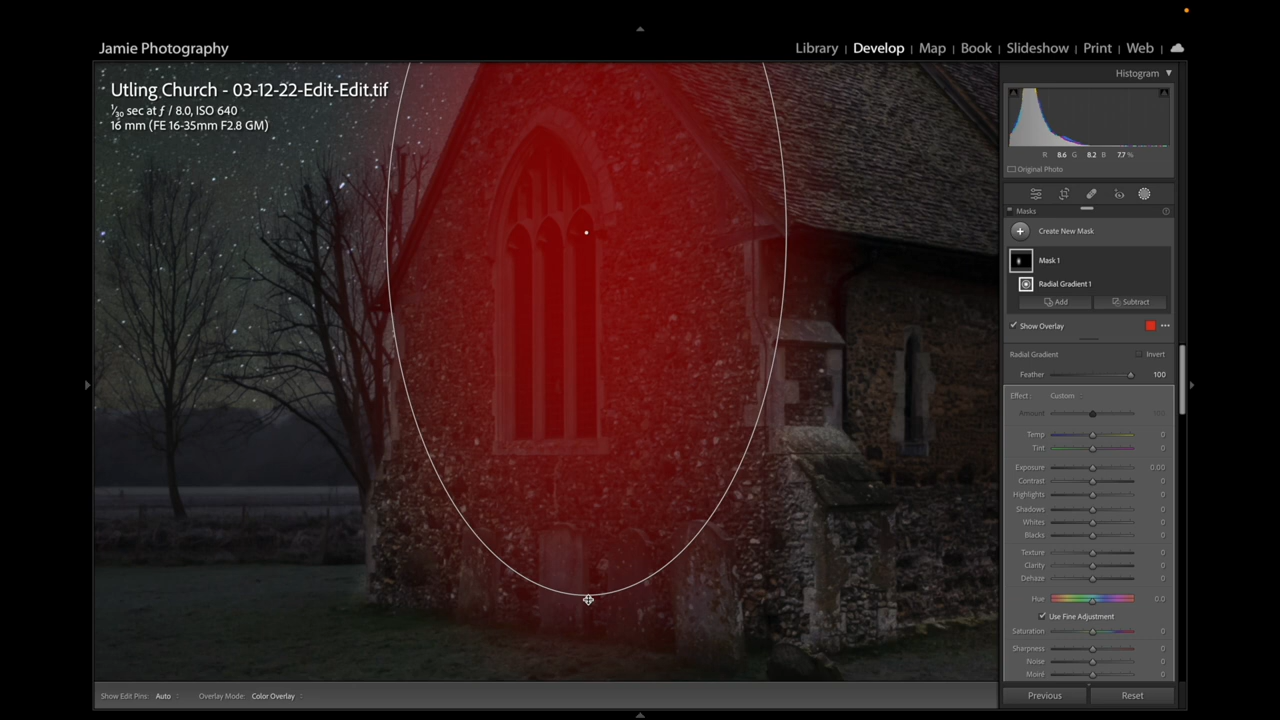 Jamie Photography
Library | Develop | Map | Book | Slideshow | Print | Web
Utling Church - 03-12-22-Edit-Edit.tif
1/30 sec at ƒ / 8.0, ISO 640
16 mm (FE 16-35mm F2.8 GM)
Histogram
R 8.6 G 8.2 B 7.7 %
Original Photo
Masks
Create New Mask
Mask 1
Radial Gradient 1
Add Subtract
Show Overlay
Radial Gradient Invert
Feather 100
Effect: Custom
Amount 100
Temp 0
Tint 0
Exposure 0.00
Contrast 0
Highlights 0
Shadows 0
Whites 0
Blacks 0
Texture 0
Clarity 0
Dehaze 0
Hue 0.0
Use Fine Adjustment
Saturation 0
Sharpness 0
Noise 0
Moiré 0
Previous Reset
Show Edit Pins: Auto Overlay Mode: Color Overlay